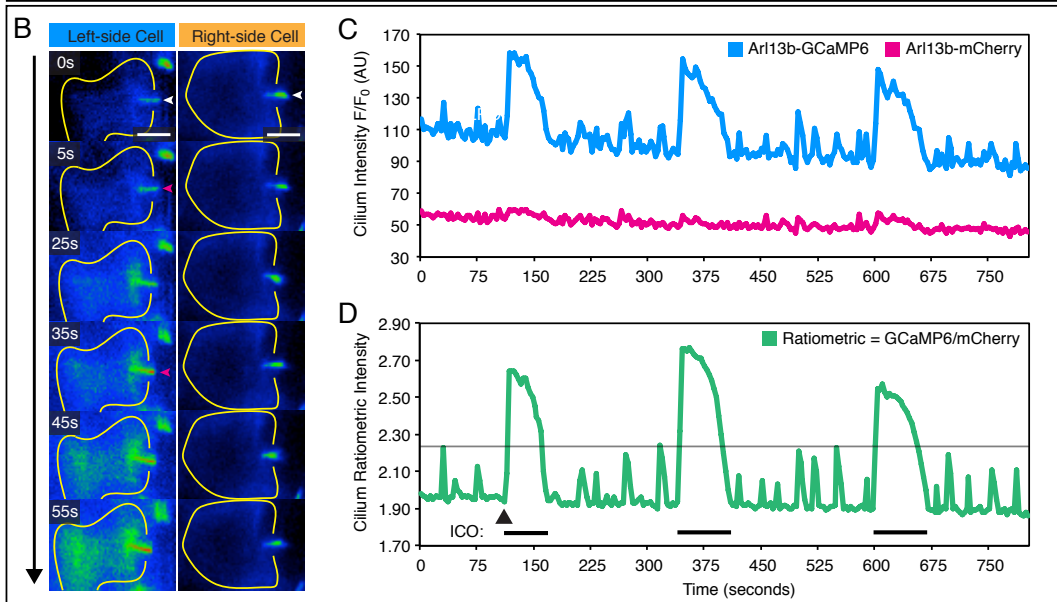 B
Left-side Cell
Right-side Cell
0s
5s
25s
35s
45s
55s
C
Cilium Intensity F/F0 (AU)
170
150
130
110
90
70
50
30
Arl13b-GCaMP6
Arl13b-mCherry
0 75 150 225 300 375 450 525 600 675 750
D
Cilium Ratiometric Intensity
2.90
2.70
2.50
2.30
2.10
1.90
1.70
Ratiometric = GCaMP6/mCherry
ICO:
0 75 150 225 300 375 450 525 600 675 750
Time (seconds)